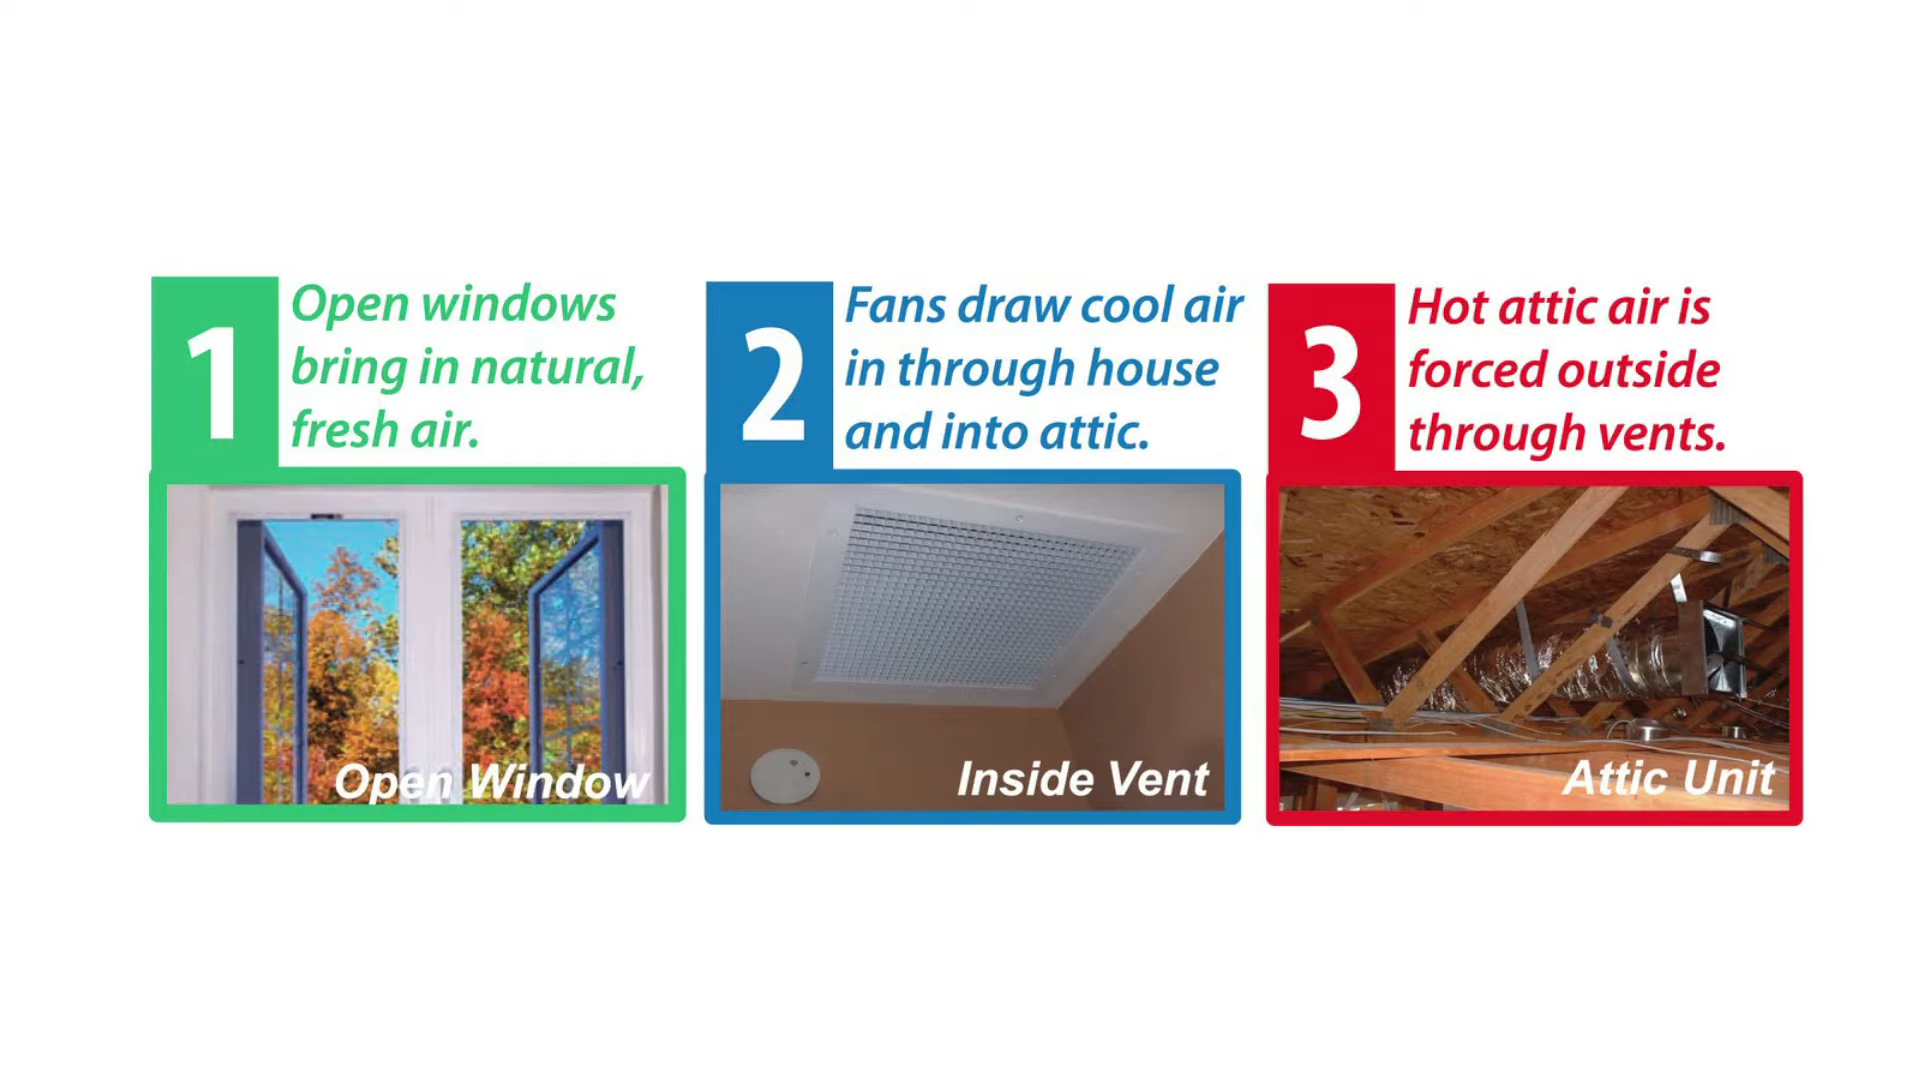 1
Open windows
bring in natural,
fresh air.
Open Window
2
Fans draw cool air
in through house
and into attic.
Inside Vent
3
Hot attic air is
forced outside
through vents.
Attic Unit